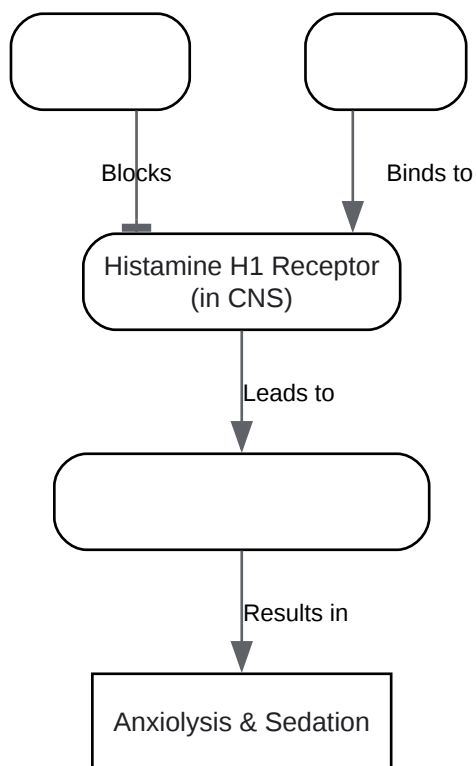 Blocks
Binds to
Histamine H1 Receptor
(in CNS)
Leads to
Results in
Anxiolysis & Sedation